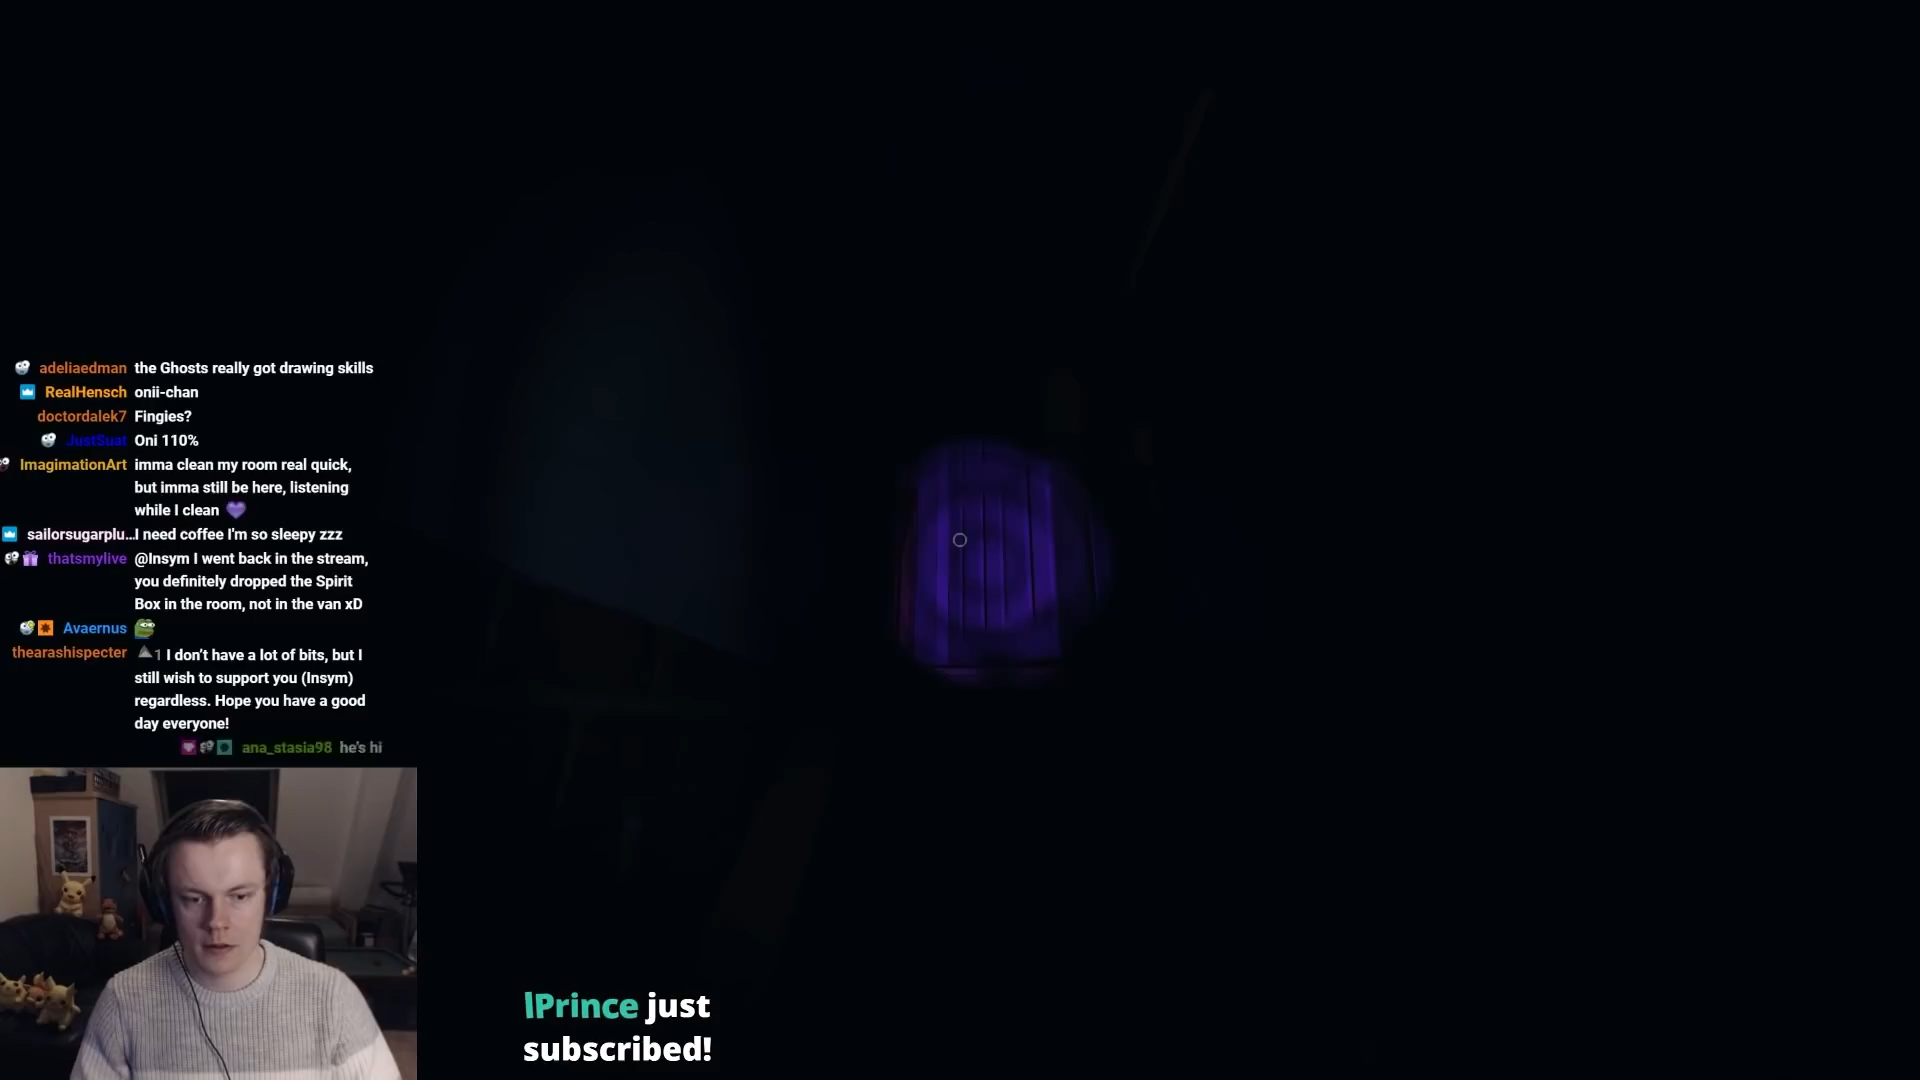 adeliaedman the Ghosts really got drawing skills
RealHensch onii-chan
doctordalek7 Fingies?
JustSuat Oni 110%
ImagimationArt imma clean my room real quick,
but imma still be here, listening
while I clean
sailorsugarplu... I need coffee I'm so sleepy zzz
thatsmylive @Insym I went back in the stream,
you definitely dropped the Spirit
Box in the room, not in the van xD
Avaernus
thearashispecter 1 I don't have a lot of bits, but I
still wish to support you (Insym)
regardless. Hope you have a good
day everyone!
ana_stasia98 he's hi
lPrince just
subscribed!